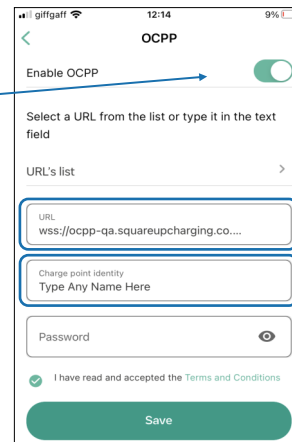 giffgaff 12:14 9%
OCPP
Enable OCPP
Select a URL from the list or type it in the text
field
URL's list
URL
wss://ocpp-qa.squareupcharging.co....
Charge point identity
Type Any Name Here
Password
I have read and accepted the Terms and Conditions
Save